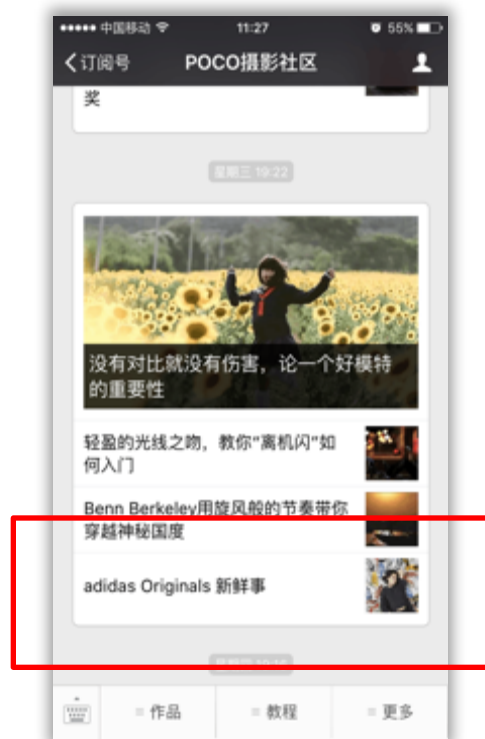 中国移动 11:27 55%
订阅号 POCO摄影社区
奖
星期三 19:22
没有对比就没有伤害，论一个好模特
的重要性
轻盈的光线之吻，教你"离机闪"如
何入门
Benn Berkeley用旋风般的节奏带你
穿越神秘国度
adidas Originals 新鲜事
作品 教程 更多